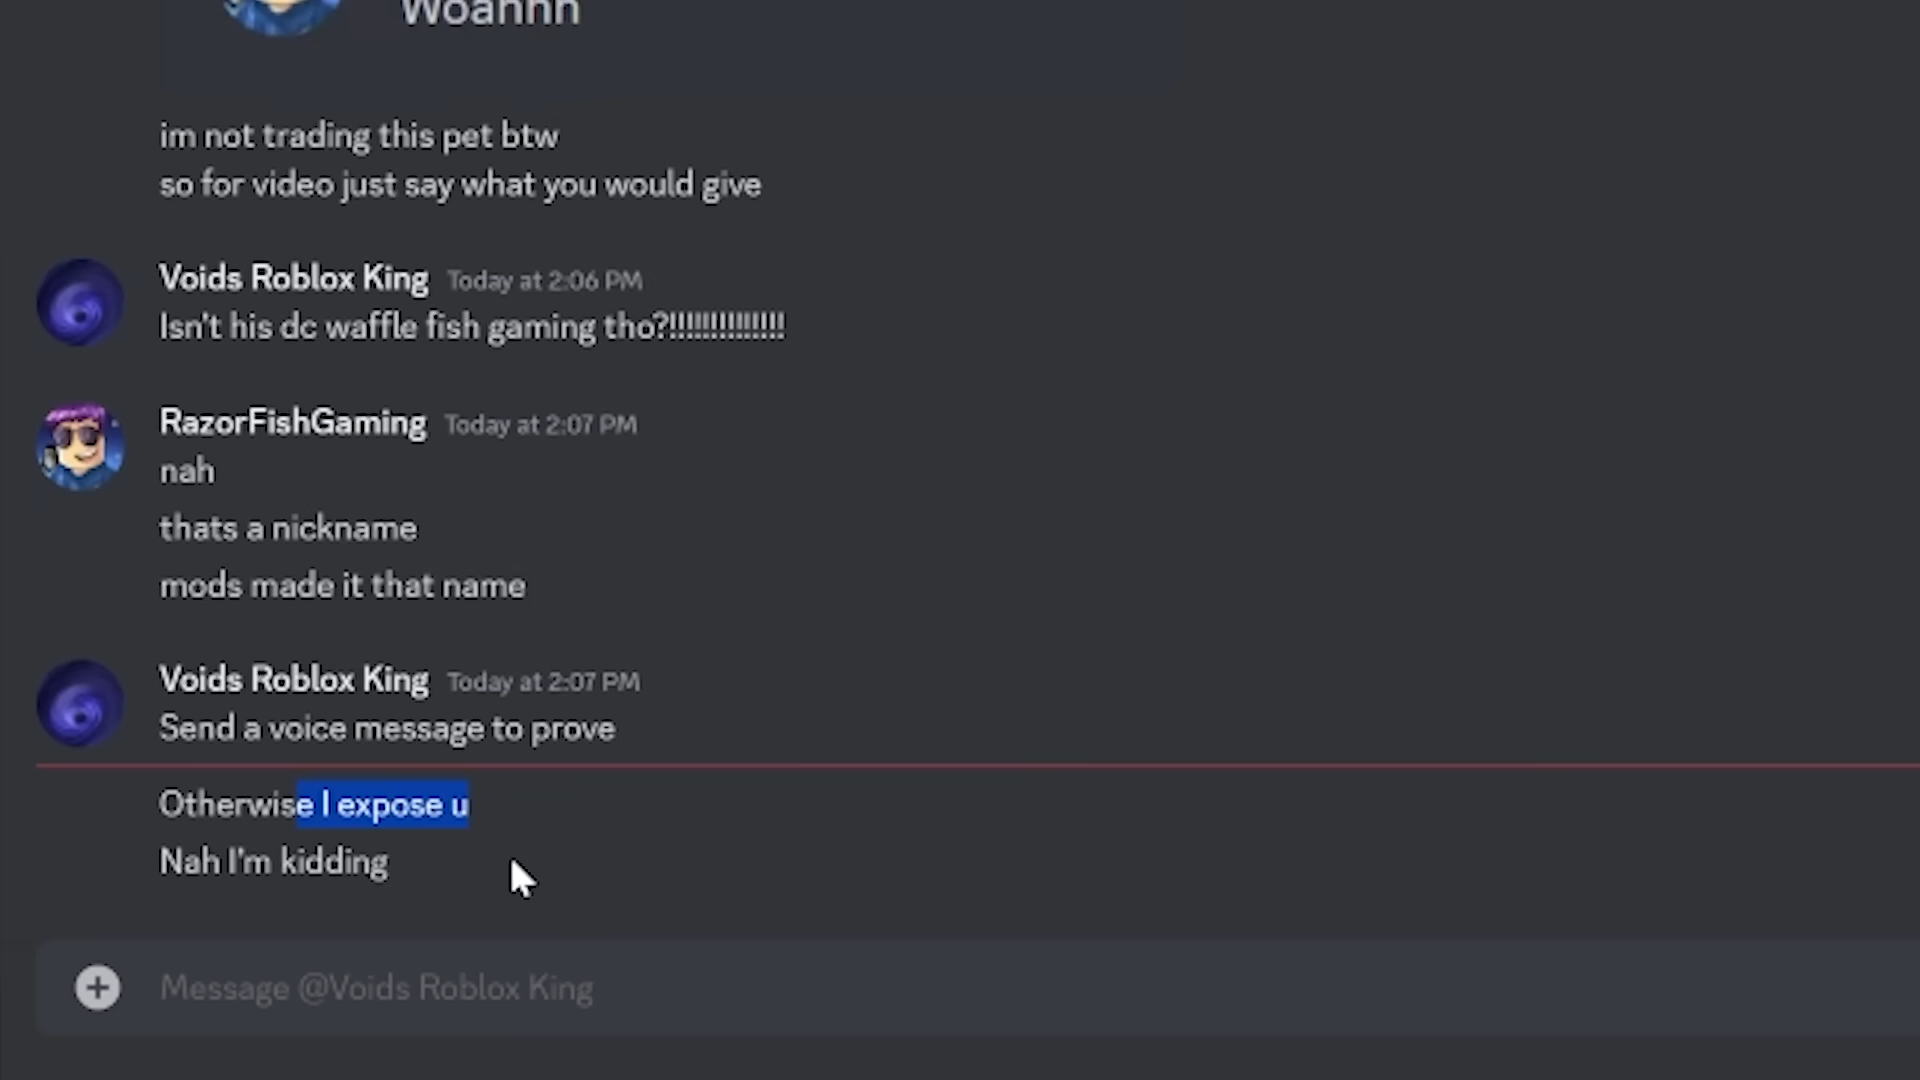 Woahhh
im not trading this pet btw
so for video just say what you would give
Voids Roblox King Today at 2:06 PM
Isn't his dc waffle fish gaming tho?!!!!!!!!!!!!!!
RazorFishGaming Today at 2:07 PM
nah
thats a nickname
mods made it that name
Voids Roblox King Today at 2:07 PM
Send a voice message to prove
Otherwise I expose u
Nah I'm kidding
Message @Voids Roblox King